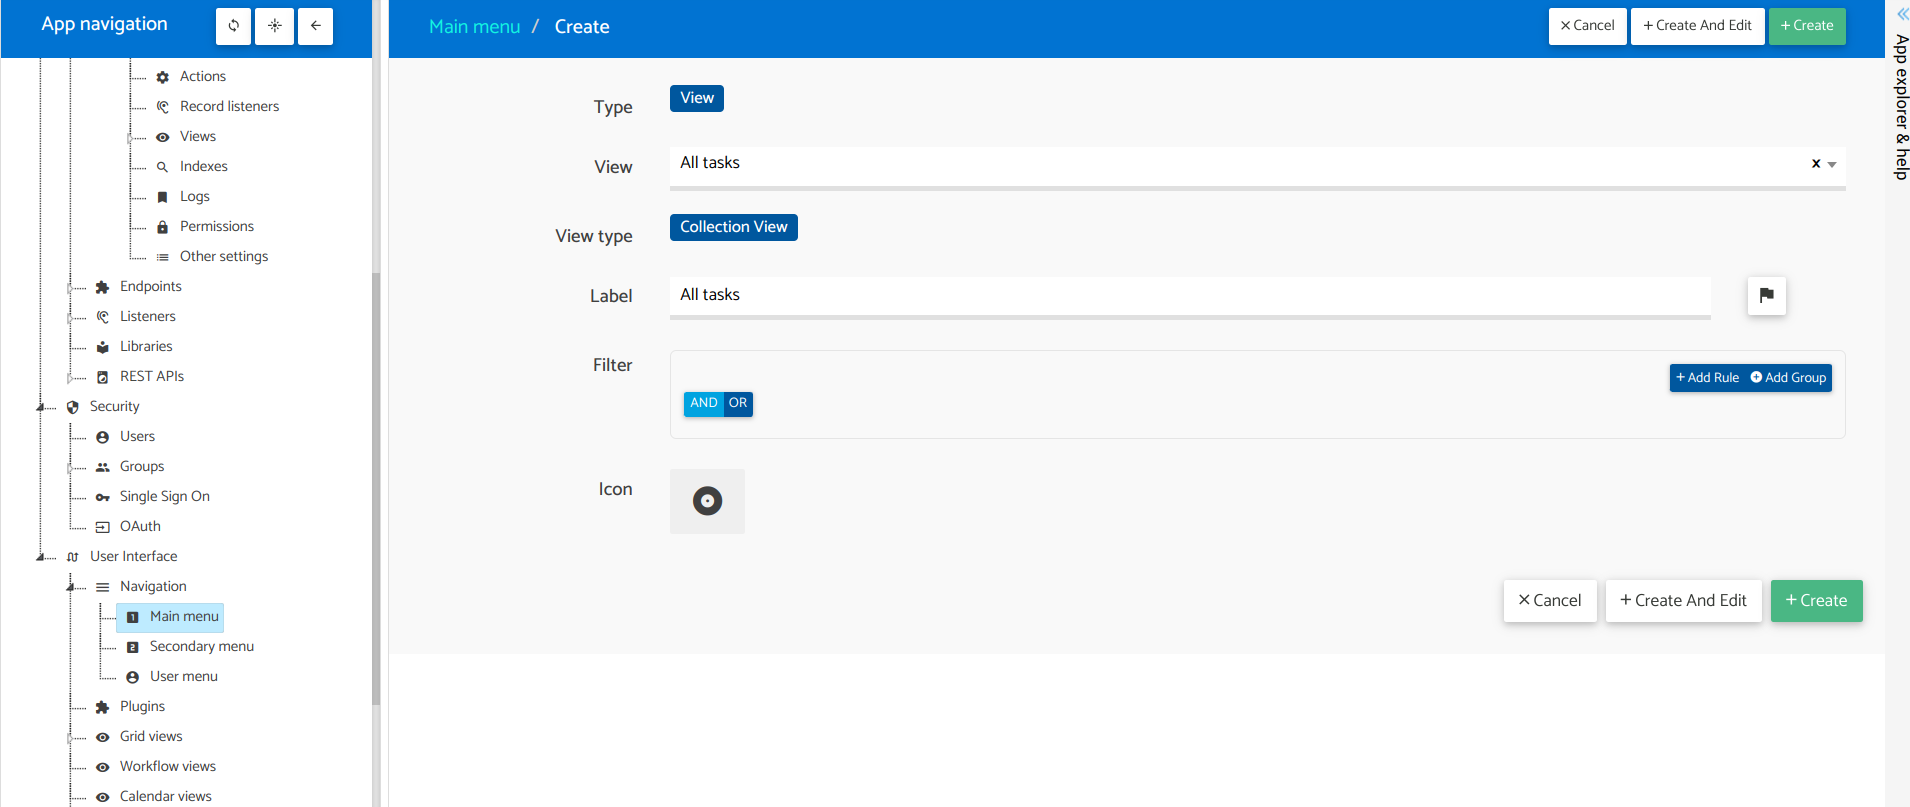 App navigation
Actions
Record listeners
Views
Indexes
Logs
Permissions
Other settings
Endpoints
Listeners
Libraries
REST APIs
Security
Users
Groups
Single Sign On
OAuth
User Interface
Navigation
1 Main menu
2 Secondary menu
User menu
Plugins
Grid views
Workflow views
Calendar views
Main menu / Create
Cancel + Create And Edit + Create
Type View
View All tasks x
View type Collection View
Label All tasks
Filter
+ Add Rule Add Group
AND OR
Icon
Cancel + Create And Edit + Create
App explorer & help